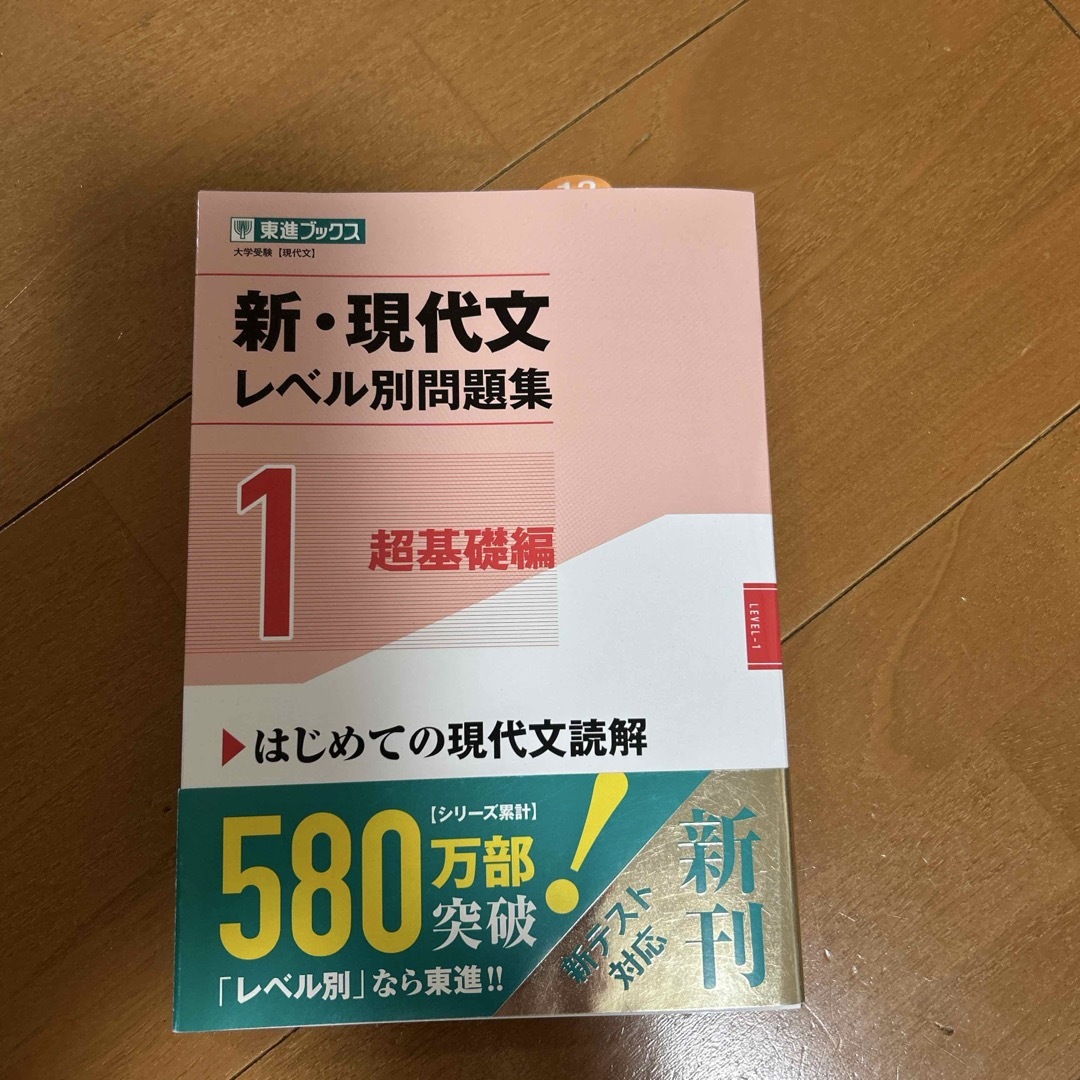 東進ブックス
大学受験【現代文】
新・現代文
レベル別問題集
1
超基礎編
LEVEL-1
▶はじめての現代文読解
【シリーズ累計】
580万部
突破!
「レベル別」なら東進!!
新テスト
対応
新刊